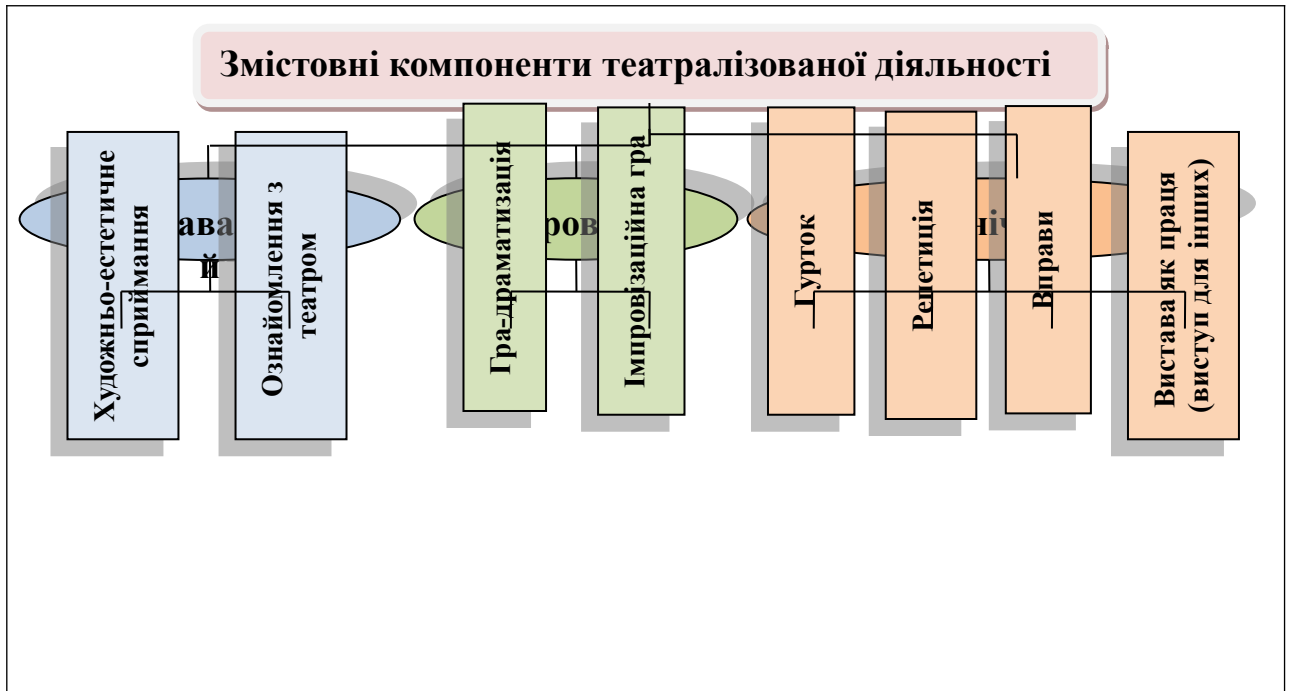 Змістовні компоненти театралізованої діяльності
Художньо-естетичне
сприймання
Ознайомлення з
театром
Гра-драматизація
Імпровізаційна гра
Гурток
Репетиція
Вправи
Вистава як праця
(виступ для інших)